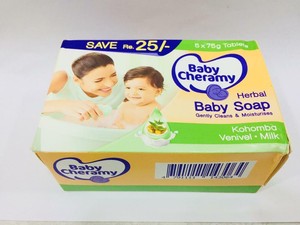 SAVE Rs. 25/-
5 x 75g Tablets
Baby
Cheramy
Herbal
Baby Soap
Gently Cleans & Moisturises
Kohomba
Venivel - Milk
Baby
Cheramy